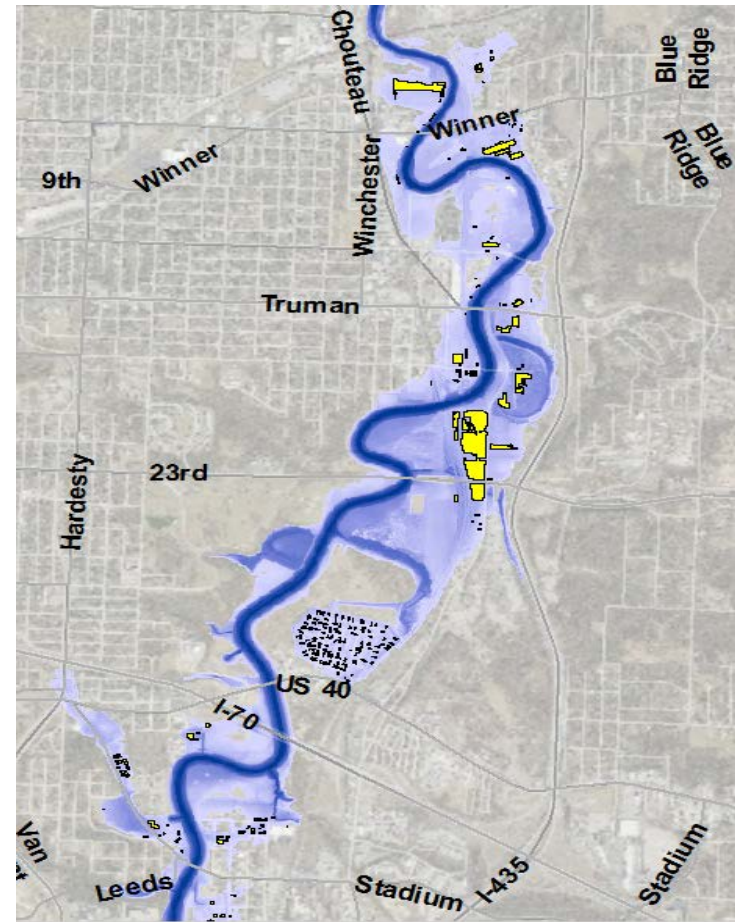 Chouteau
Blue
Ridge
Winner
Blue
Ridge
Winner
9th
Winchester
Truman
23rd
Hardesty
US 40
I-70
Van
Leeds
Stadium
I-435
Stadium